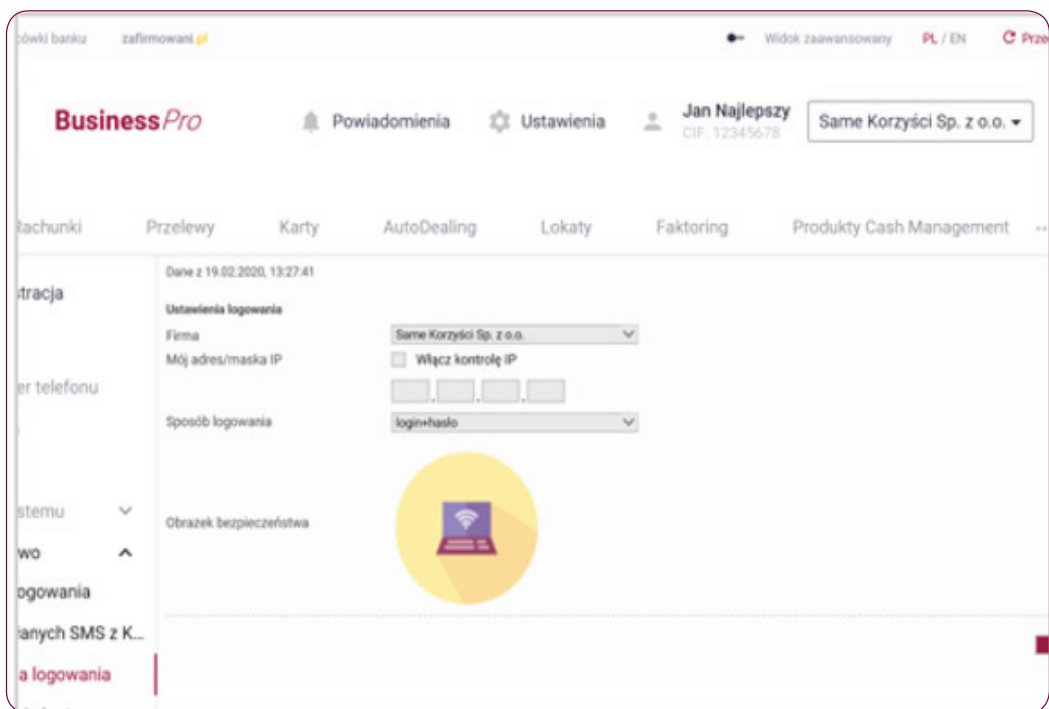 ówki banku zafirmowani.pl Widok zaawansowany PL / EN Prze
BusinessPro Powiadomienia Ustawienia Jan Najlepszy Same Korzyści Sp. z o.o.
CIF. 12345678
Rachunki Przelewy Karty AutoDealing Lokaty Faktoring Produkty Cash Management ...
Dane z 19.02.2020, 13:27:41
stracja
Ustawienia logowania
Firma Same Korzyści Sp. z o.o.
Mój adres/maska IP Włącz kontrolę IP
er telefonu
Sposób logowania login+hasło
stemu
Obrazek bezpieczeństwa
wo
ogowania
anych SMS z K...
a logowania